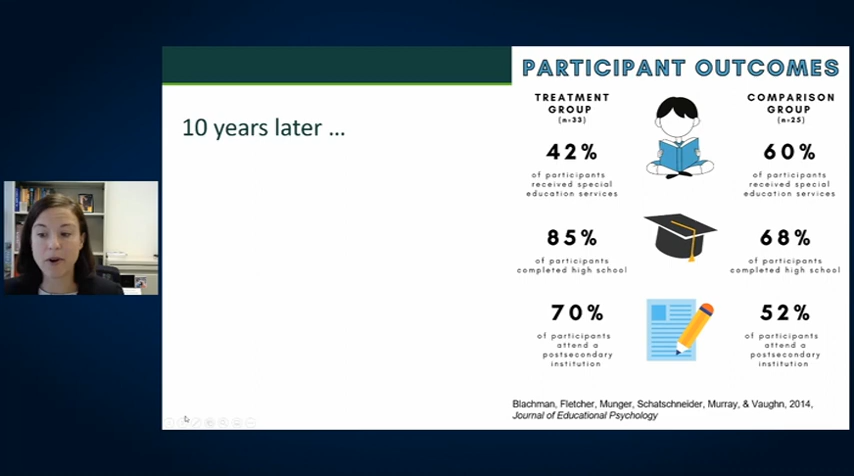 PARTICIPANT OUTCOMES
10 years later ...
TREATMENT
GROUP
(n=33)
42%
of participants
received special
education services
85%
of participants
completed high school
70%
of participants
attend a
postsecondary
institution
COMPARISON
GROUP
(n=25)
60%
of participants
received special
education services
68%
of participants
completed high school
52%
of participants
attend a
postsecondary
institution
Blachman, Fletcher, Munger, Schatschneider, Murray, & Vaughn, 2014,
Journal of Educational Psychology